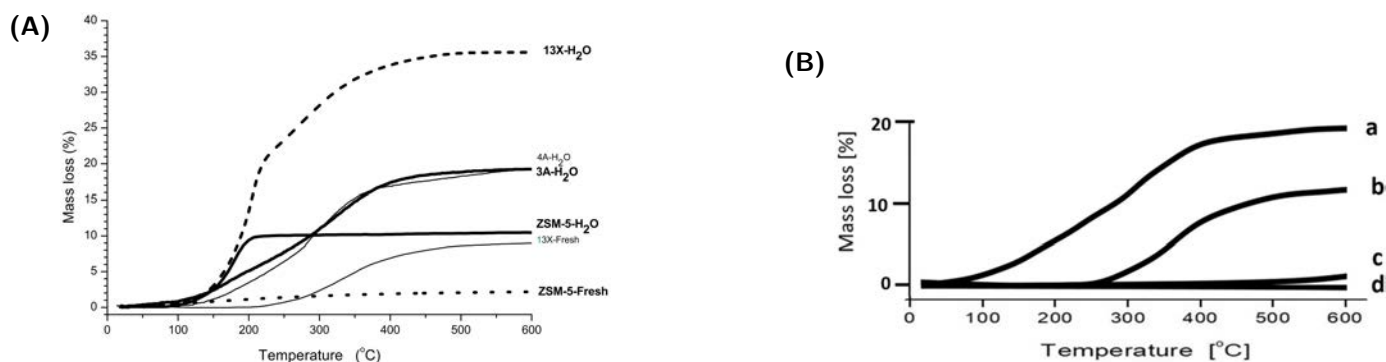 (A)
40
35
30
25
20
15
10
5
0
Mass loss (%)
0 100 200 300 400 500 600
Temperature (°C)
13X-H₂O
4A-H₂O
3A-H₂O
ZSM-5-H₂O
13X-Fresh
ZSM-5-Fresh
(B)
20
10
0
Mass loss [%]
0 100 200 300 400 500 600
Temperature [°C]
a
b
c
d